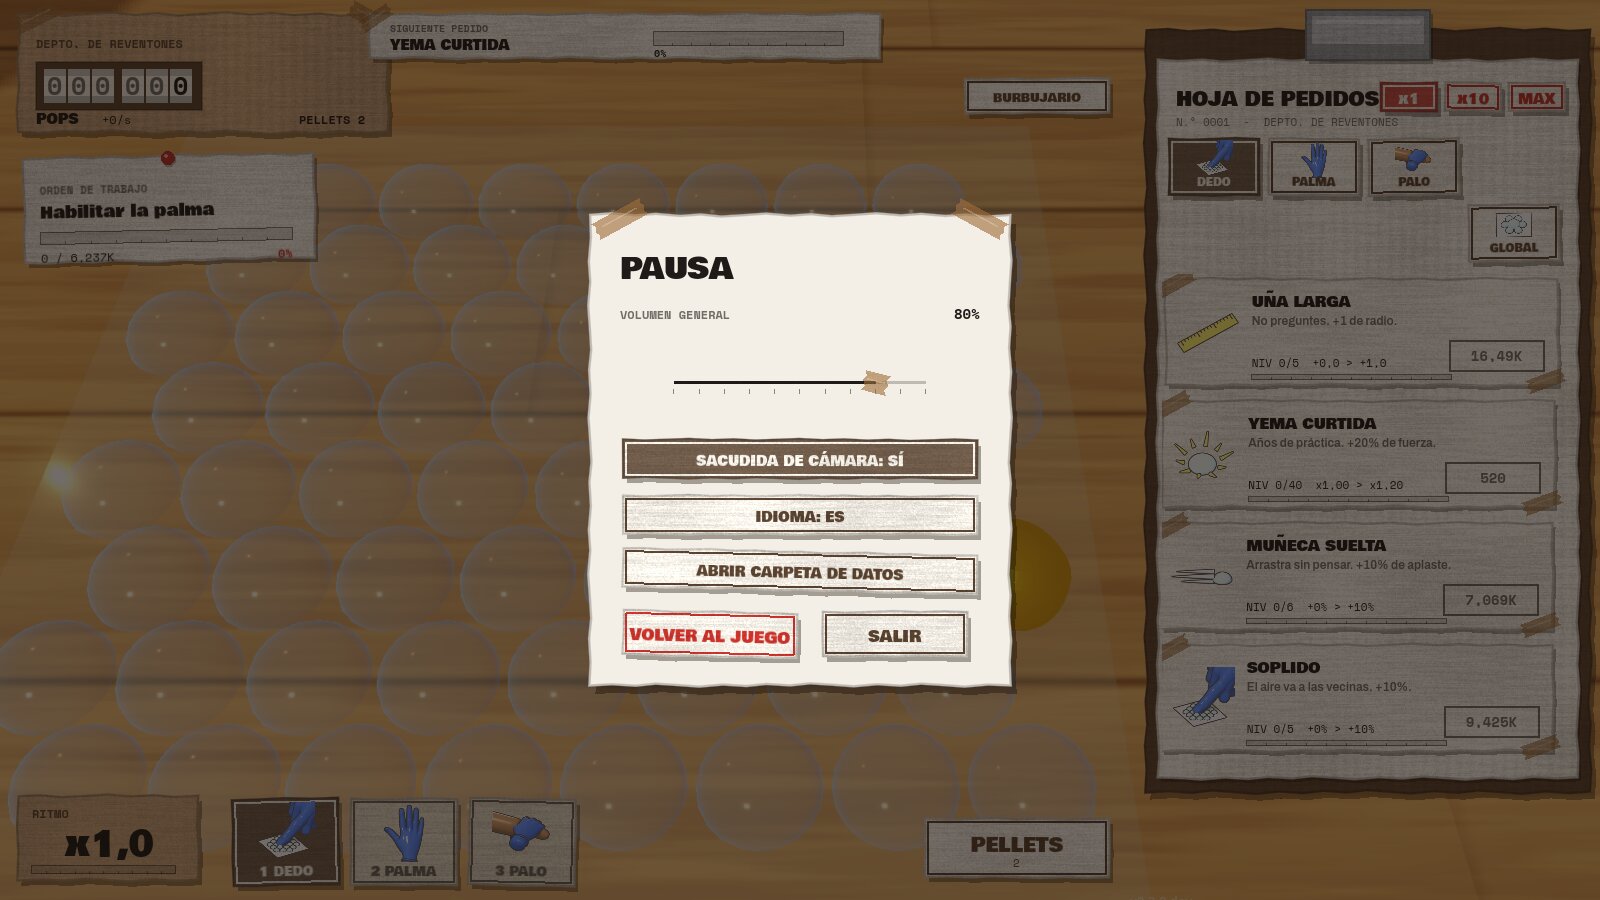 DEPTO. DE REVENTONES
000 000
POPS +0/s PELLETS 2
SIGUIENTE PEDIDO
YEMA CURTIDA
0%
BURBUJARIO
ORDEN DE TRABAJO
Habilitar la palma
0 / 6,237K 0%
HOJA DE PEDIDOS x1 x10 MAX
N.° 0001 - DEPTO. DE REVENTONES
DEDO PALMA PALO
GLOBAL
UÑA LARGA
No preguntes. +1 de radio.
NIV 0/5 +0,0 > +1,0 16,49K
YEMA CURTIDA
Años de práctica. +20% de fuerza.
NIV 0/40 x1,00 > x1,20 520
MUÑECA SUELTA
Arrastra sin pensar. +10% de aplaste.
NIV 0/6 +0% > +10% 7,069K
SOPLIDO
El aire va a las vecinas. +10%.
NIV 0/5 +0% > +10% 9,425K
PAUSA
VOLUMEN GENERAL 80%
SACUDIDA DE CÁMARA: SÍ
IDIOMA: ES
ABRIR CARPETA DE DATOS
VOLVER AL JUEGO SALIR
RITMO
x1,0
1 DEDO 2 PALMA 3 PALO
PELLETS
2